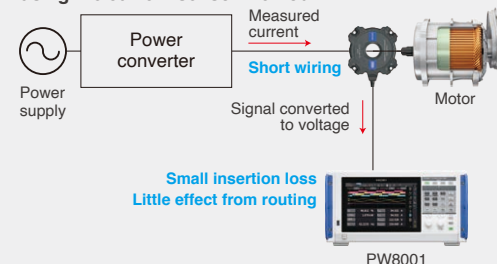 Measured
current
Power
converter
Short wiring
Power
supply
Motor
Signal converted
to voltage
Small insertion loss
Little effect from routing
PW8001